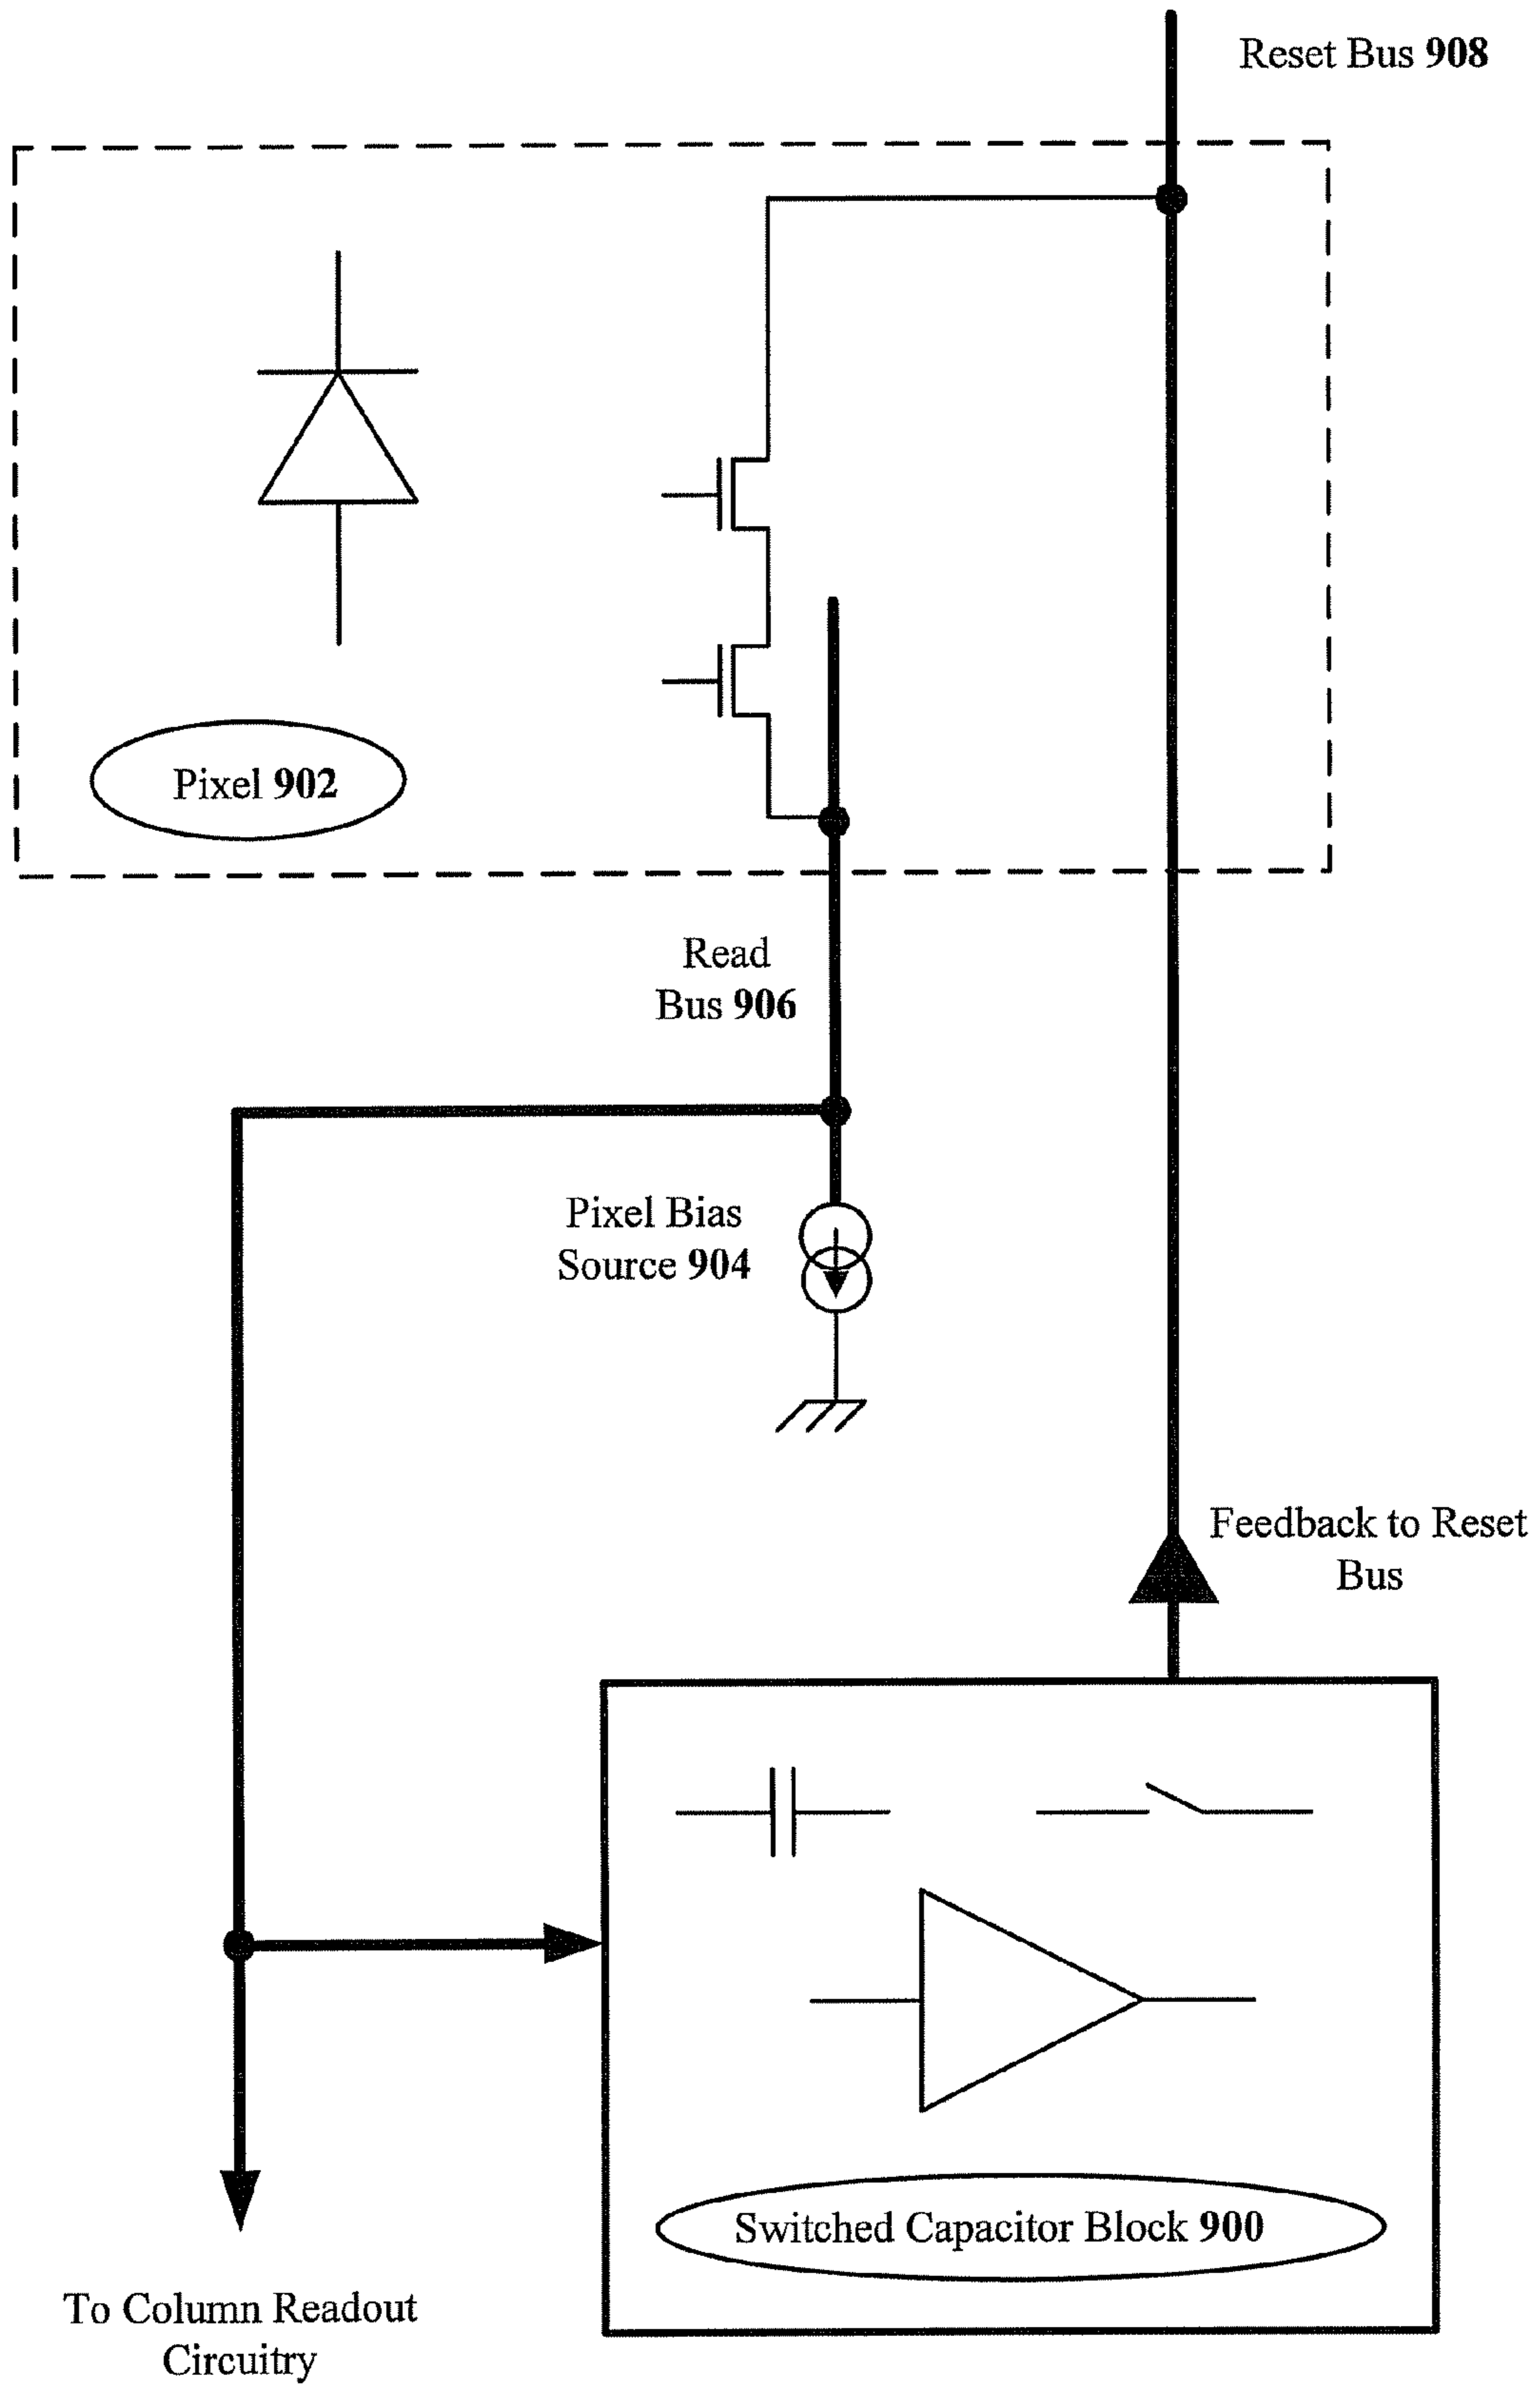 Reset Bus 908
Pixel 902
Read
Bus 906
Pixel Bias
Source 904
Feedback to Reset
Bus
Switched Capacitor Block 900
To Column Readout
Circuitry